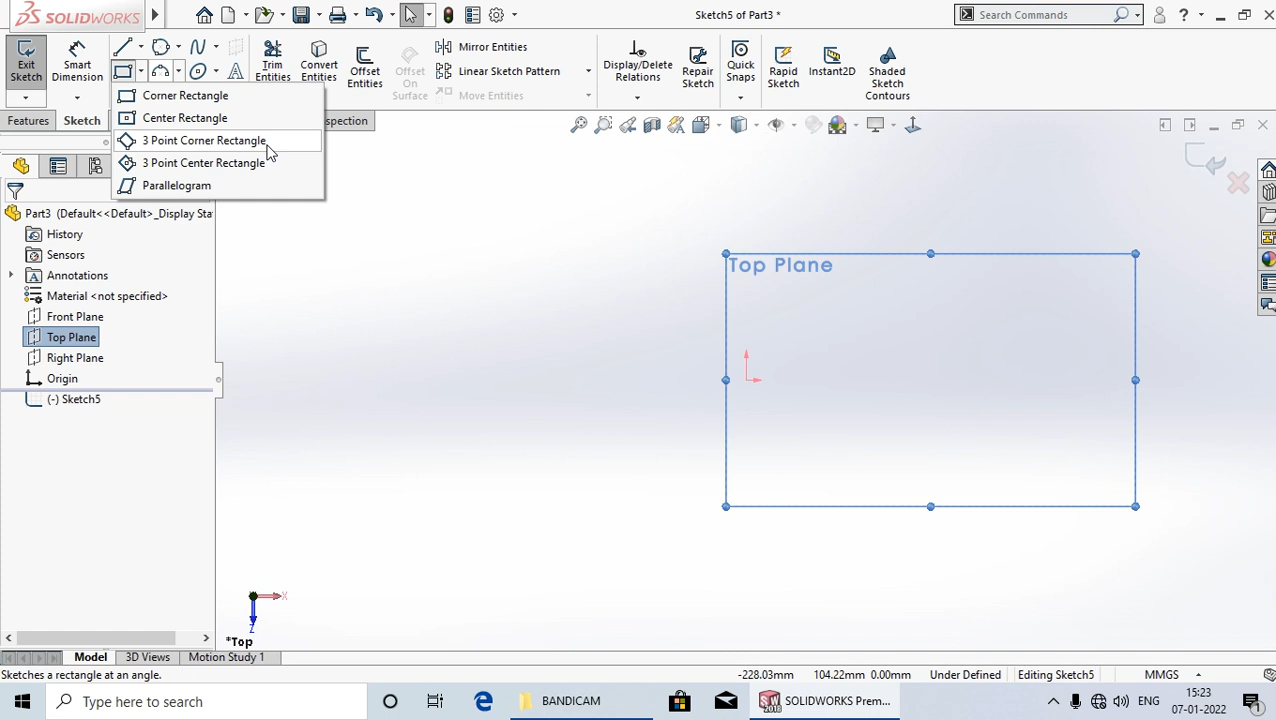 SOLIDWORKS
Sketch5 of Part3 *
Search Commands
Exit Sketch
Smart Dimension
Trim Entities
Convert Entities
Offset Entities
Offset On Surface
Mirror Entities
Linear Sketch Pattern
Move Entities
Display/Delete Relations
Repair Sketch
Quick Snaps
Rapid Sketch
Instant2D
Shaded Sketch Contours
Corner Rectangle
Center Rectangle
3 Point Corner Rectangle
3 Point Center Rectangle
Parallelogram
Features
Sketch
spection
Part3 (Default<<Default>_Display Sta
History
Sensors
Annotations
Material <not specified>
Front Plane
Top Plane
Right Plane
Origin
(-) Sketch5
Top Plane
X
Z
*Top
Model
3D Views
Motion Study 1
Sketches a rectangle at an angle.
-228.03mm
104.22mm 0.00mm
Under Defined
Editing Sketch5
MMGS
Type here to search
BANDICAM
SW 2018
SOLIDWORKS Prem...
ENG
15:23
07-01-2022
1